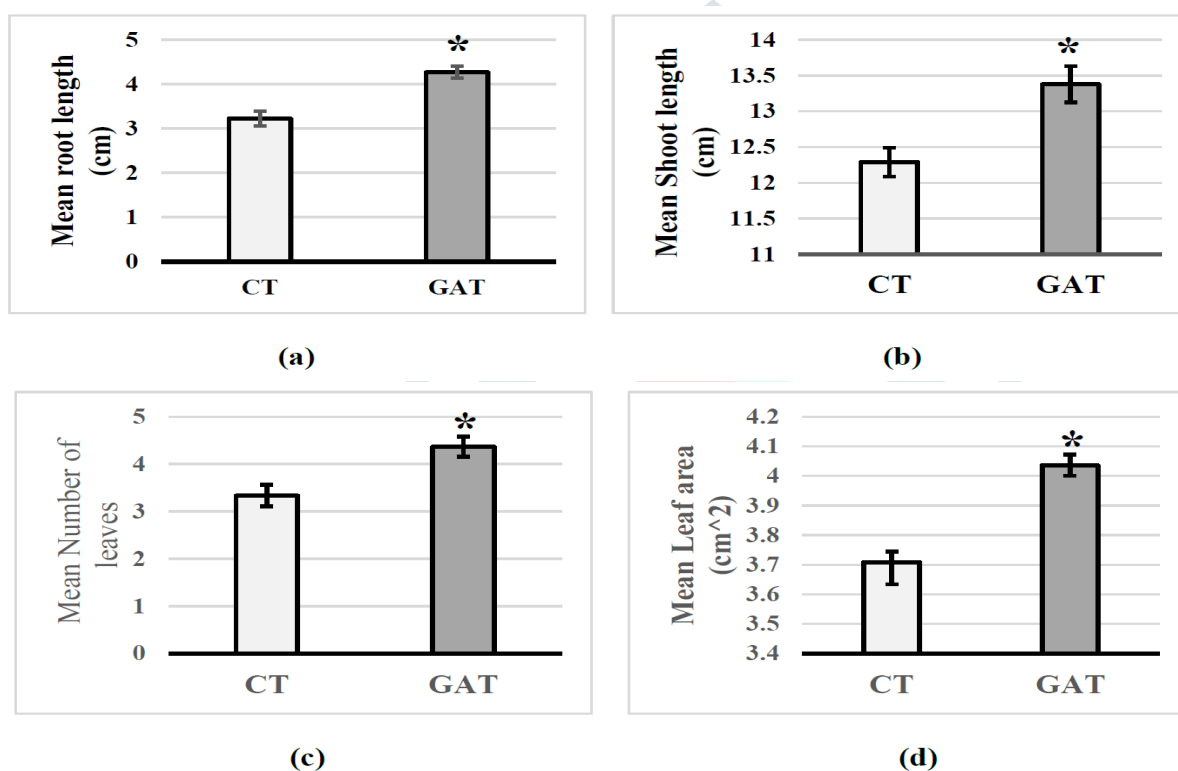 Mean root length
(cm)
5
4
3
2
1
0
*
CT
GAT
(a)
Mean Shoot length
(cm)
14
13.5
13
12.5
12
11.5
11
*
CT
GAT
(b)
Mean Number of
leaves
5
4
3
2
1
0
*
CT
GAT
(c)
Mean Leaf area
(cm^2)
4.2
4.1
4
3.9
3.8
3.7
3.6
3.5
3.4
*
CT
GAT
(d)